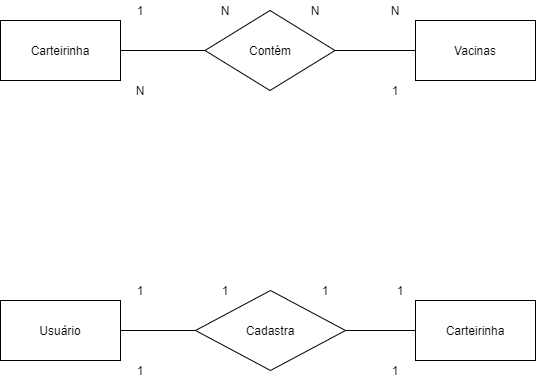 1 N N N
Carteirinha Contém Vacinas
N 1
1 1 1 1
Usuário Cadastra Carteirinha
1 1